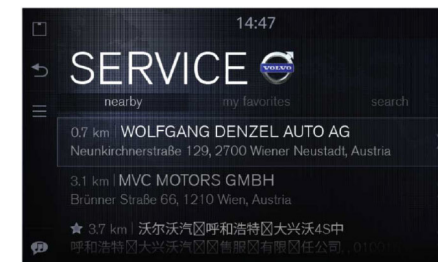 14:47
SERVICE VOLVO
nearby my favorites search
0.7 km | WOLFGANG DENZEL AUTO AG
Neunkirchnerstraße 129, 2700 Wiener Neustadt, Austria
3.1 km | MVC MOTORS GMBH
Brünner Straße 66, 1210 Wien, Austria
★ 3.7 km | 沃尔沃汽☒呼和浩特☒大兴沃4S中
呼和浩特☒大兴沃汽☒☒售服☒有限☒任公司,